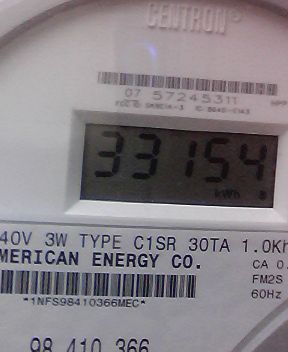 CENTRON®
07 57245311
33154
kWh
40V 3W TYPE C1SR 30TA 1.0Kh
MERICAN ENERGY CO.
CA 0.
FM2S
60Hz
*1NFS98410366MEC*
98 410 366